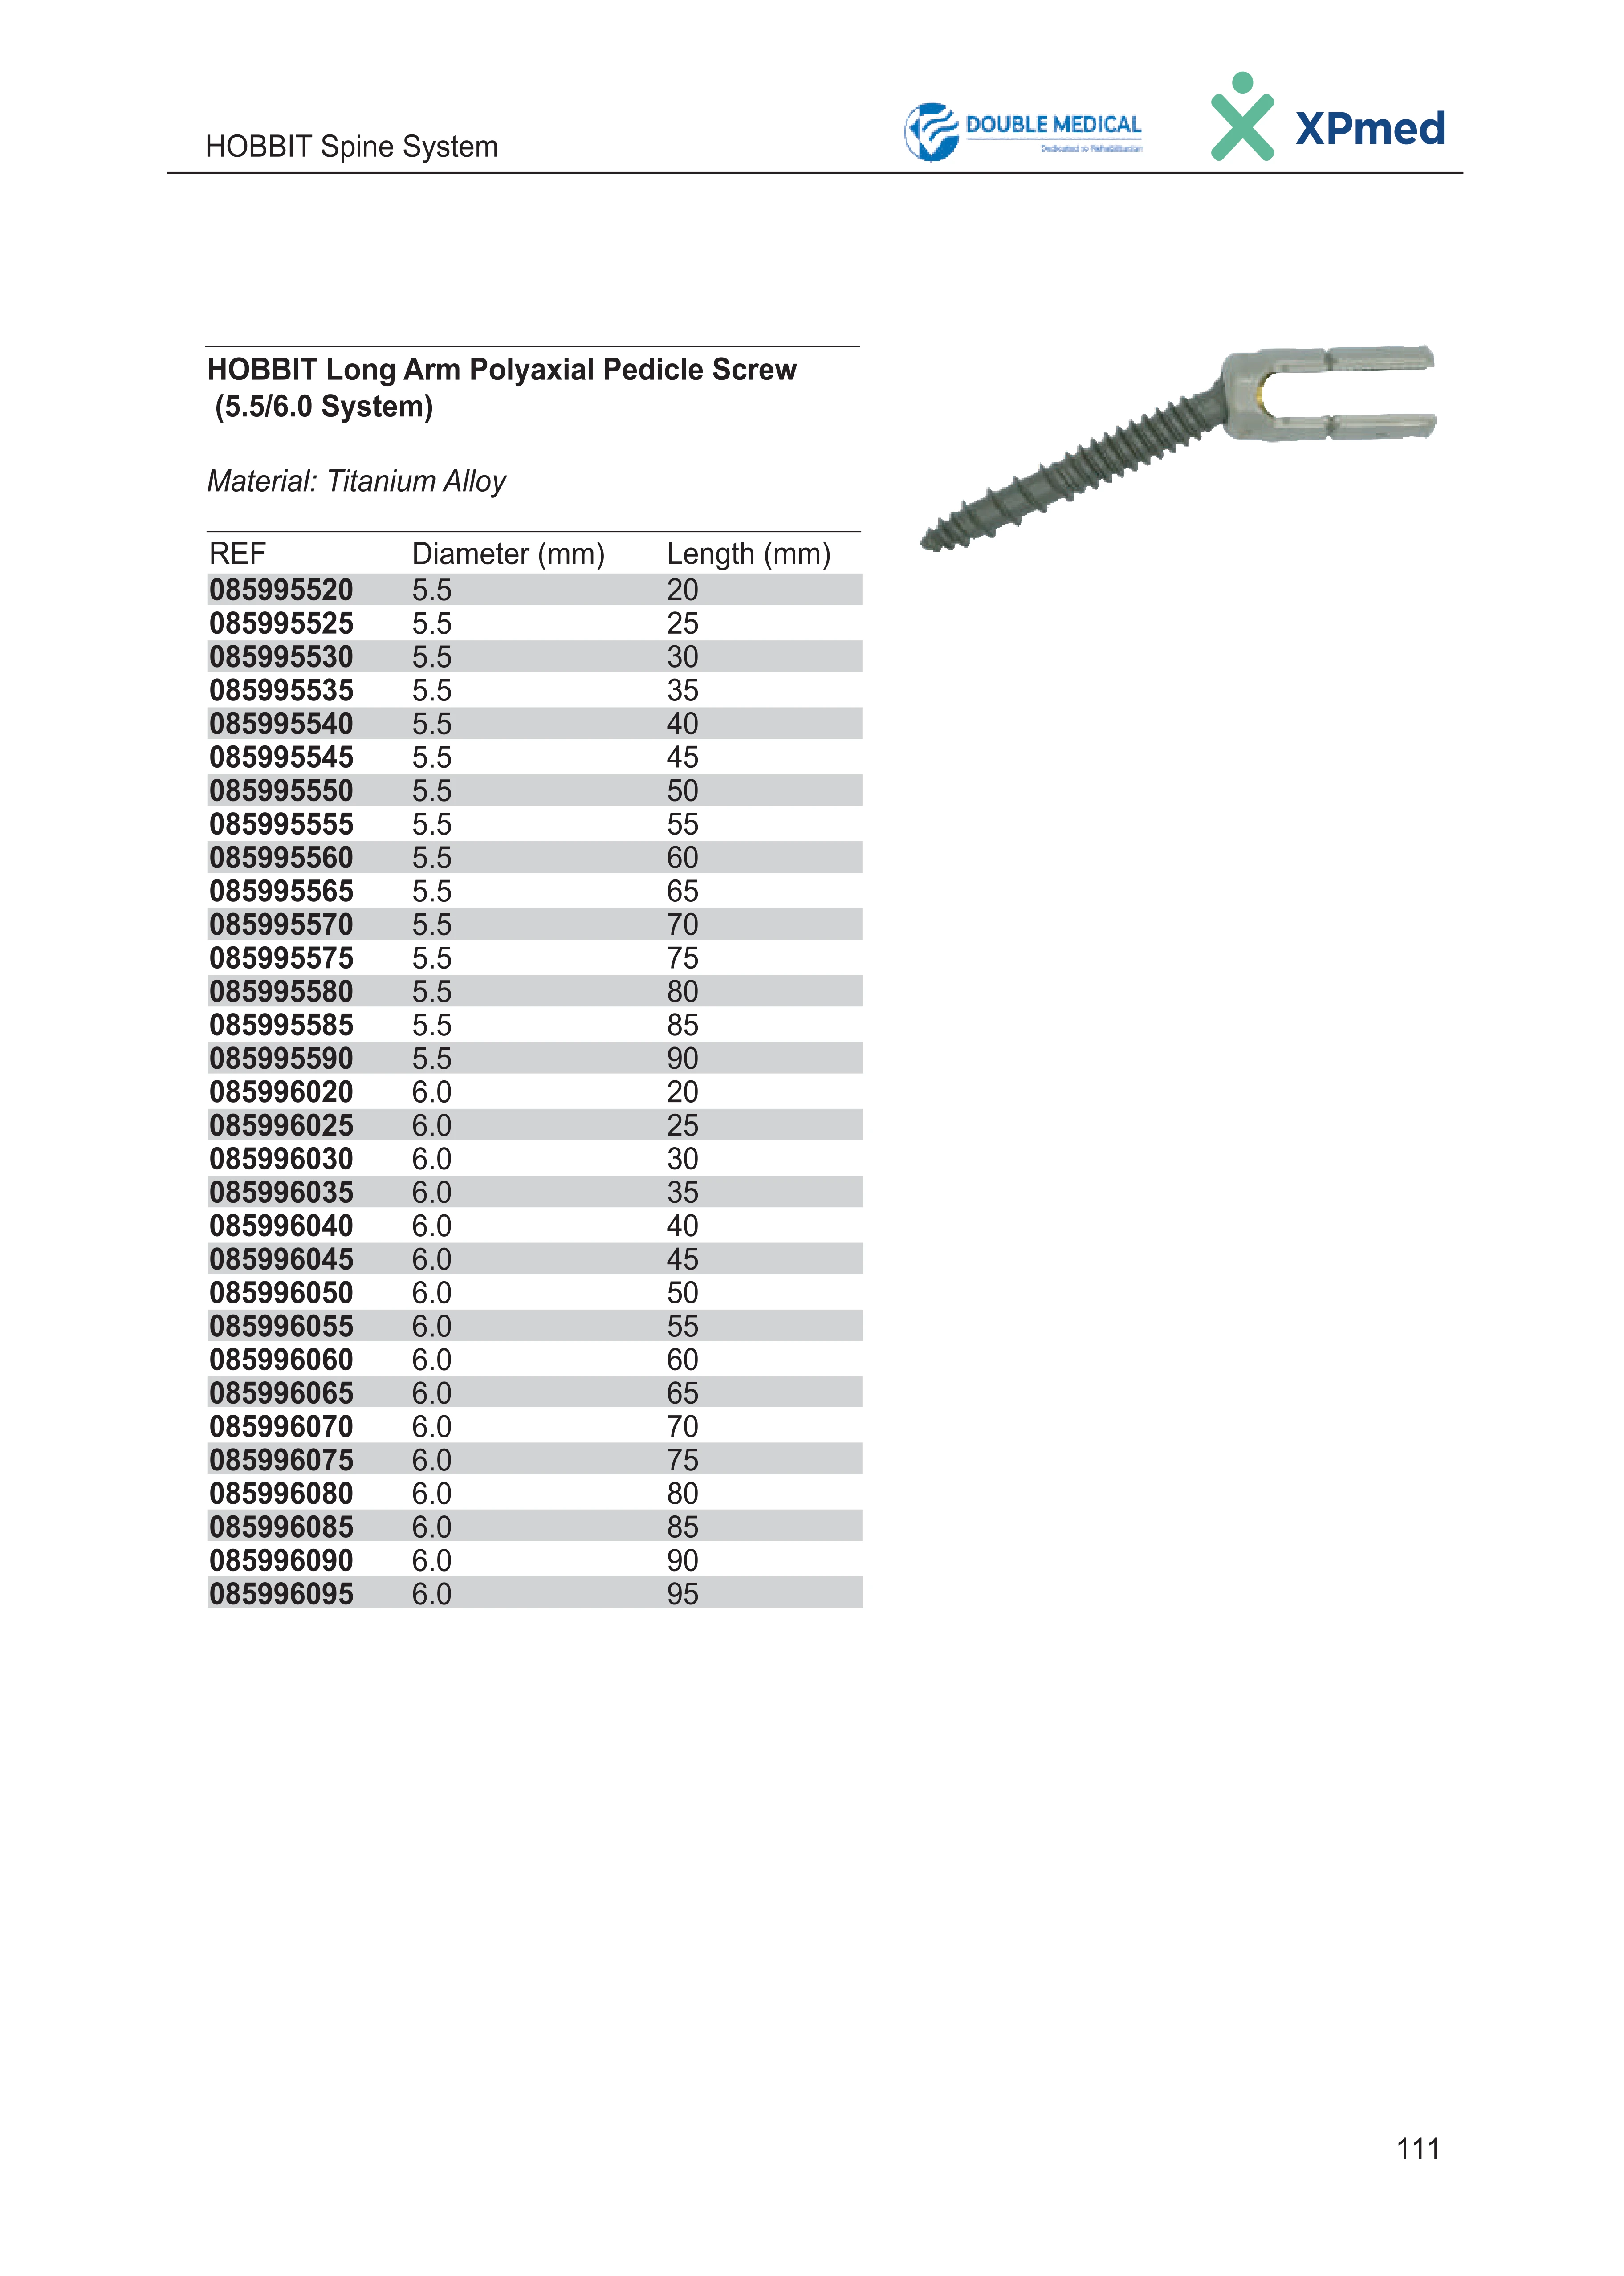 HOBBIT Spine System
DOUBLE MEDICAL
Dedicated to Rehabilitation
XPmed
HOBBIT Long Arm Polyaxial Pedicle Screw
(5.5/6.0 System)
Material: Titanium Alloy
REF Diameter (mm) Length (mm)
085995520 5.5 20
085995525 5.5 25
085995530 5.5 30
085995535 5.5 35
085995540 5.5 40
085995545 5.5 45
085995550 5.5 50
085995555 5.5 55
085995560 5.5 60
085995565 5.5 65
085995570 5.5 70
085995575 5.5 75
085995580 5.5 80
085995585 5.5 85
085995590 5.5 90
085996020 6.0 20
085996025 6.0 25
085996030 6.0 30
085996035 6.0 35
085996040 6.0 40
085996045 6.0 45
085996050 6.0 50
085996055 6.0 55
085996060 6.0 60
085996065 6.0 65
085996070 6.0 70
085996075 6.0 75
085996080 6.0 80
085996085 6.0 85
085996090 6.0 90
085996095 6.0 95
111